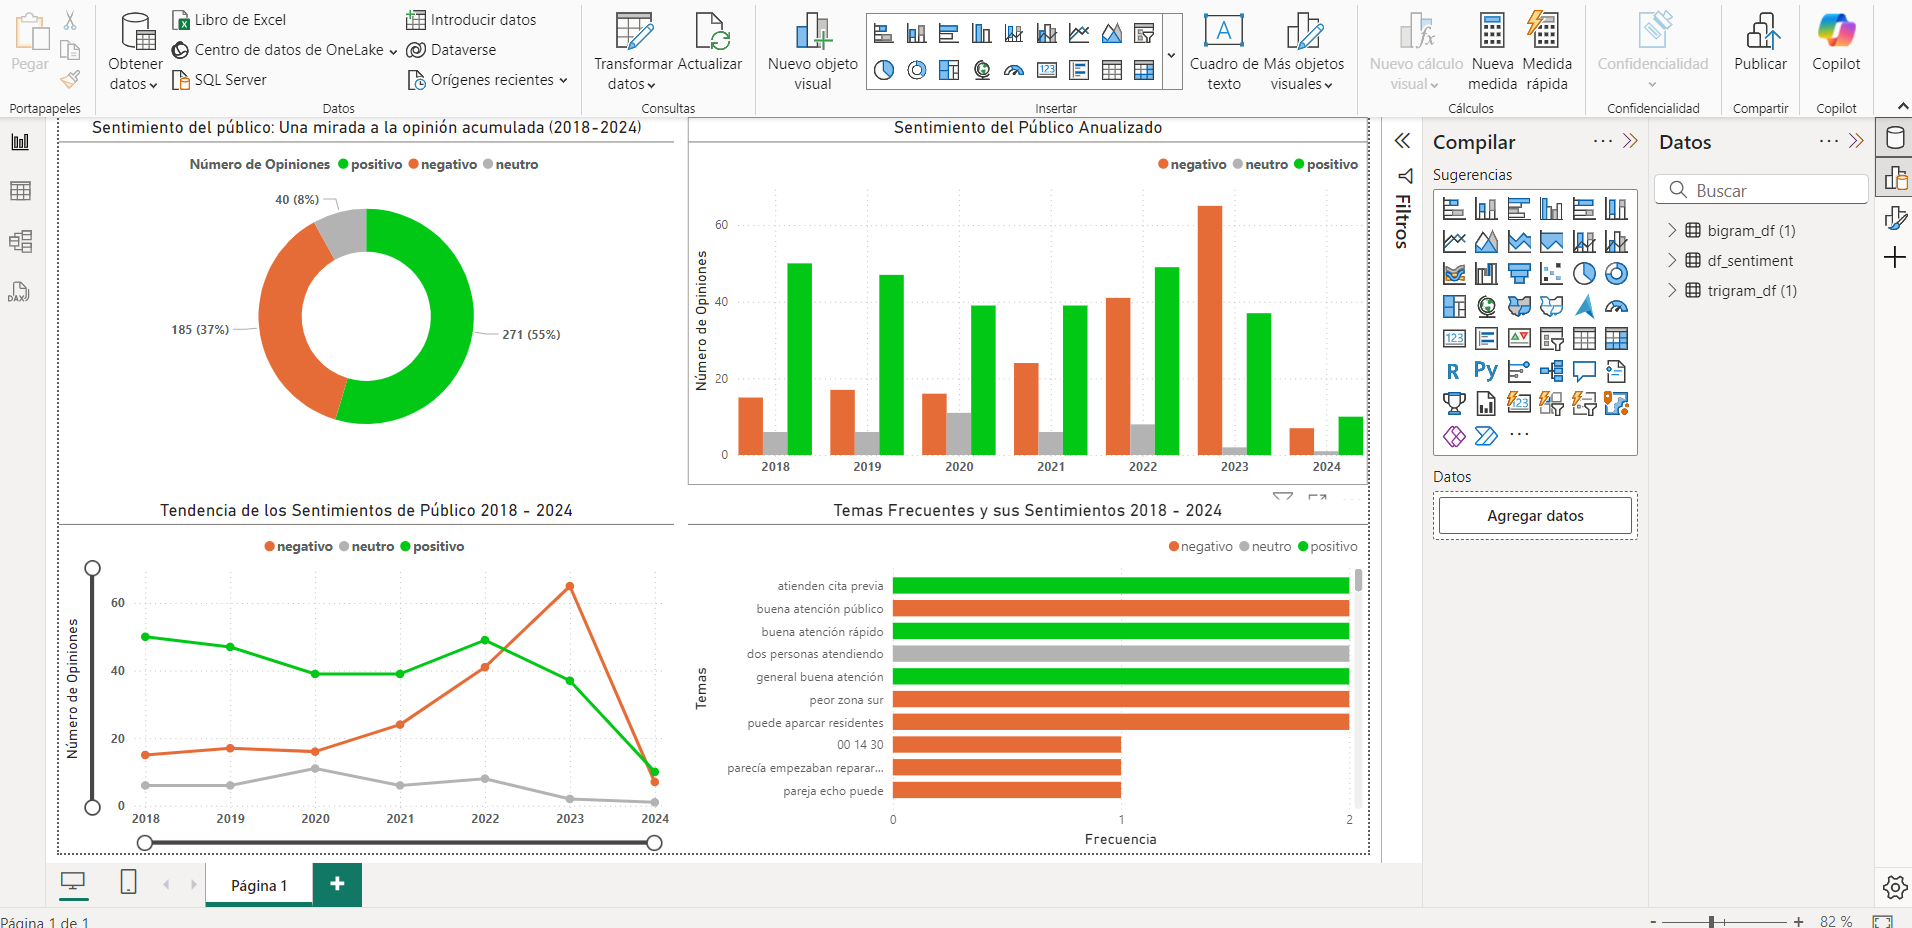 Pegar
Portapapeles
Obtener
datos
Libro de Excel
Centro de datos de OneLake
SQL Server
Introducir datos
Dataverse
Orígenes recientes
Datos
Transformar
datos
Actualizar
Consultas
Nuevo objeto
visual
123
A
Cuadro de
texto
Más objetos
visuales
Insertar
fx
Nuevo cálculo
visual
Nueva
medida
Medida
rápida
Cálculos
Confidencialidad
Confidencialidad
Publicar
Compartir
Copilot
Copilot
DAX
Sentimiento del público: Una mirada a la opinión acumulada (2018-2024)
Número de Opiniones positivo negativo neutro
40 (8%)
185 (37%)
271 (55%)
Sentimiento del Público Anualizado
negativo neutro positivo
Número de Opiniones
60
40
20
0
2018 2019 2020 2021 2022 2023 2024
Tendencia de los Sentimientos de Público 2018 - 2024
negativo neutro positivo
Número de Opiniones
60
40
20
0
2018 2019 2020 2021 2022 2023 2024
Temas Frecuentes y sus Sentimientos 2018 - 2024
negativo neutro positivo
Temas
atienden cita previa
buena atención público
buena atención rápido
dos personas atendiendo
general buena atención
peor zona sur
puede aparcar residentes
00 14 30
parecía empezaban reparar...
pareja echo puede
0 1 2
Frecuencia
Filtros
Compilar ...
Sugerencias
123
R Py
123
...
Datos
Agregar datos
Datos ...
Buscar
bigram_df (1)
df_sentiment
trigram_df (1)
Página 1
+
Página 1 de 1
- + 82 %